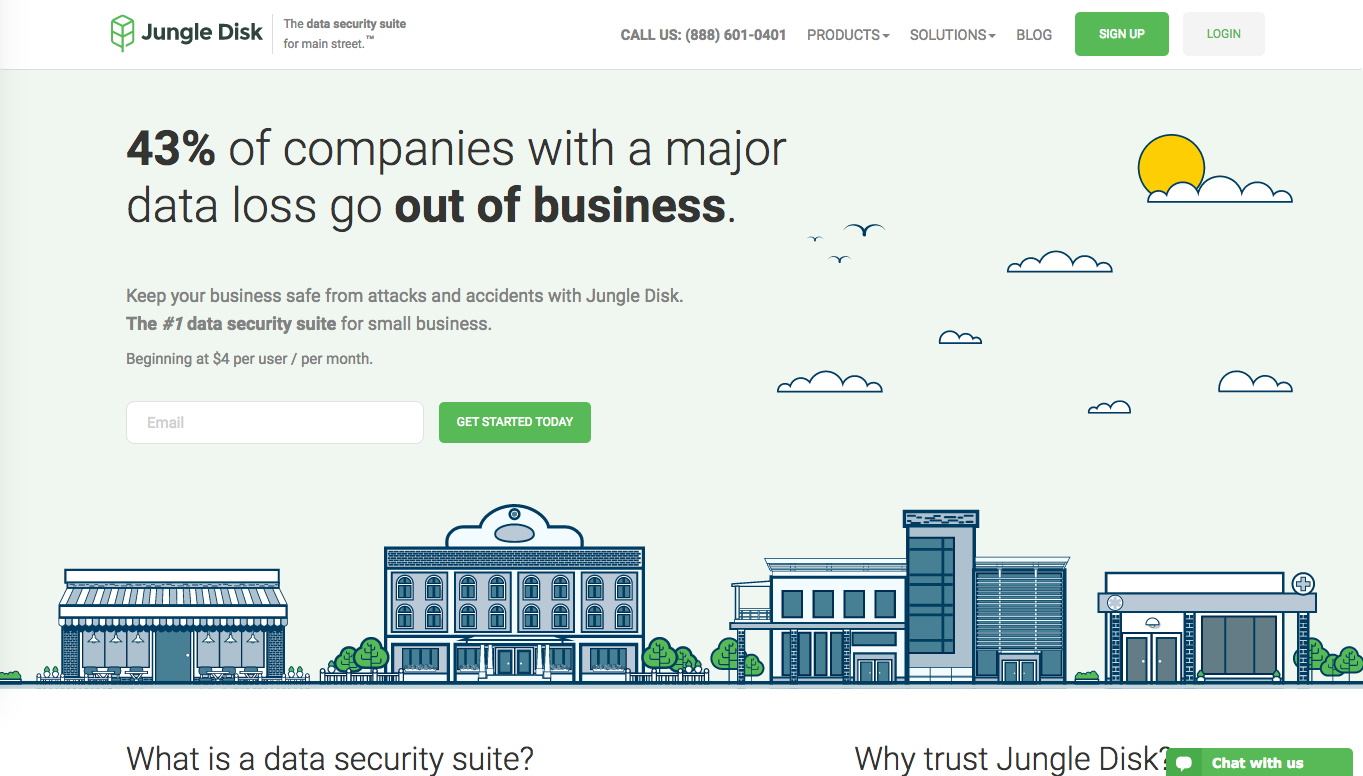 Jungle Disk
The data security suite
for main street.™
CALL US: (888) 601-0401 PRODUCTS SOLUTIONS BLOG SIGN UP LOGIN
43% of companies with a major
data loss go out of business.
Keep your business safe from attacks and accidents with Jungle Disk.
The #1 data security suite for small business.
Beginning at $4 per user / per month.
Email GET STARTED TODAY
What is a data security suite? Why trust Jungle Disk?
Chat with us